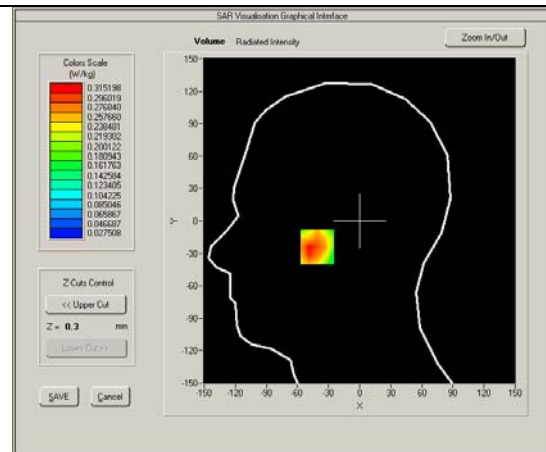 SAR Visualisation Graphical Interface
Volume Radiated Intensity
Zoom In/Out
Colors Scale
(W/kg)
0.315198
0.296019
0.276840
0.257660
0.238481
0.219302
0.200122
0.180943
0.161763
0.142584
0.123405
0.104225
0.085046
0.065867
0.046687
0.027508
Z Cuts Control
<< Upper Cut
Z = 0.3 mm
Lower Cut >>
SAVE Cancel
150
120
90
60
30
Y 0
-30
-60
-90
-120
-150
-150 -120 -90 -60 -30 0 30 60 90 120 150
X